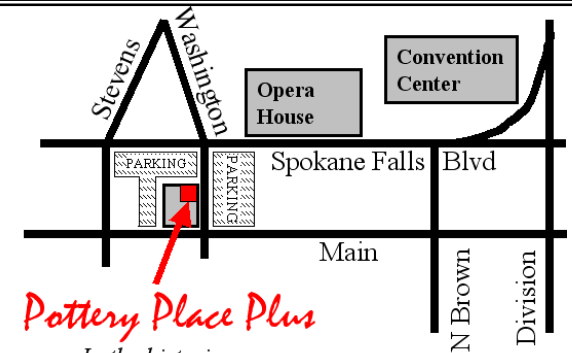 Stevens
Washington
Opera
House
Convention
Center
PARKING
PARKING
Spokane Falls Blvd
Main
N Brown
Division
Pottery Place Plus